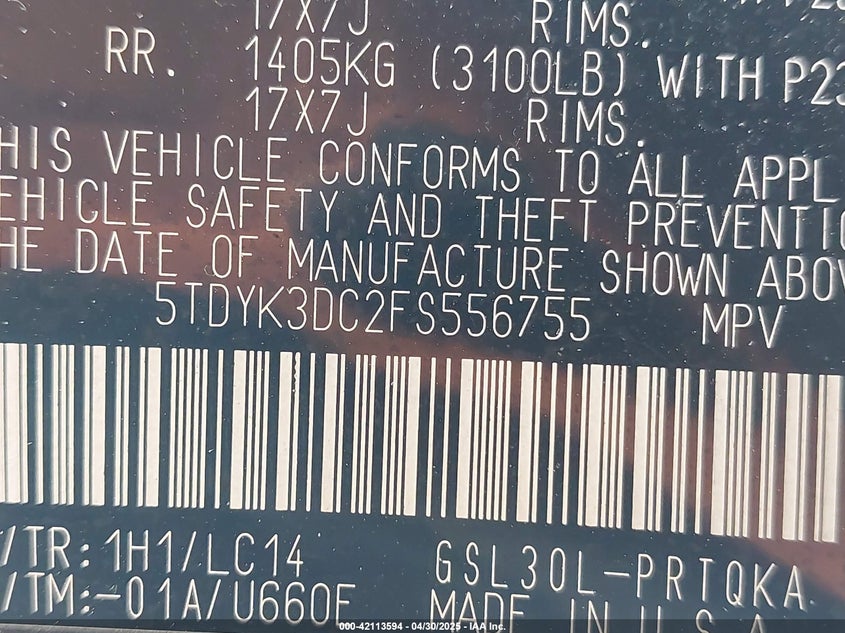 17X7J RIMS.
RR. 1405KG (3100LB) WITH P23
17X7J RIMS.
HIS VEHICLE CONFORMS TO ALL APPL
EHICLE SAFETY AND THEFT PREVENTIO
HE DATE OF MANUFACTURE SHOWN ABOV
5TDYK3DC2FS556755 MPV
/TR:1H1/LC14 GSL30L-PRTQKA
/TM:-01A/U660F MADE IN U.S.A
000-42113594 - 04/30/2025 - IAA Inc.